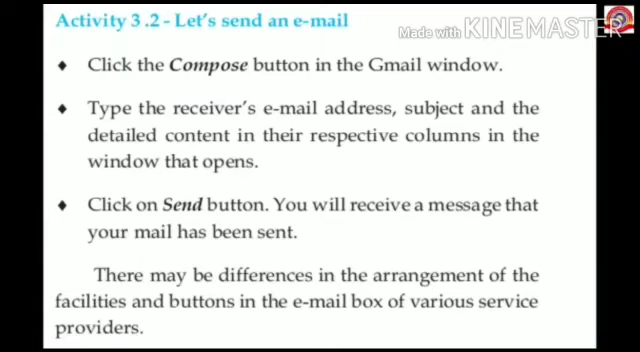 Activity 3.2 - Let's send an e-mail
Made with KINEMASTER
♦ Click the Compose button in the Gmail window.
♦ Type the receiver's e-mail address, subject and the
detailed content in their respective columns in the
window that opens.
♦ Click on Send button. You will receive a message that
your mail has been sent.
There may be differences in the arrangement of the
facilities and buttons in the e-mail box of various service
providers.